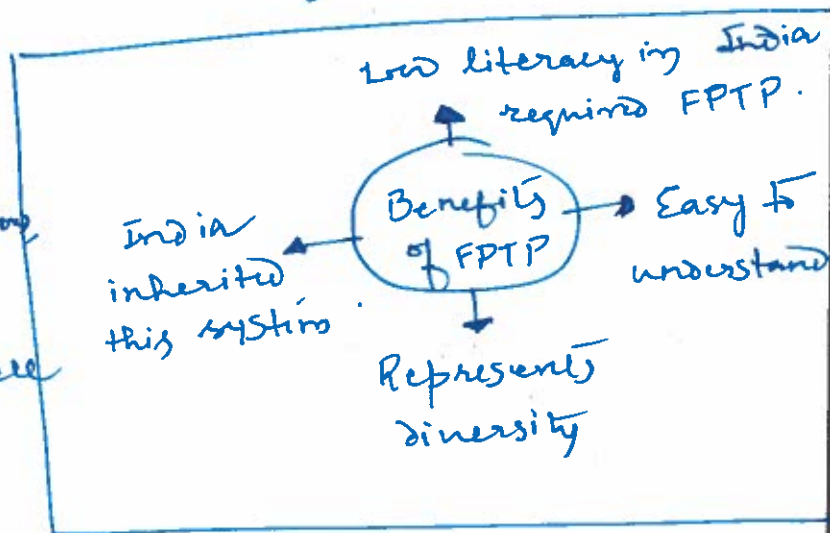 Low literacy in India
required FPTP.
Benefits
of FPTP
Easy to
understand
India
inherited
this system.
Represents
diversity